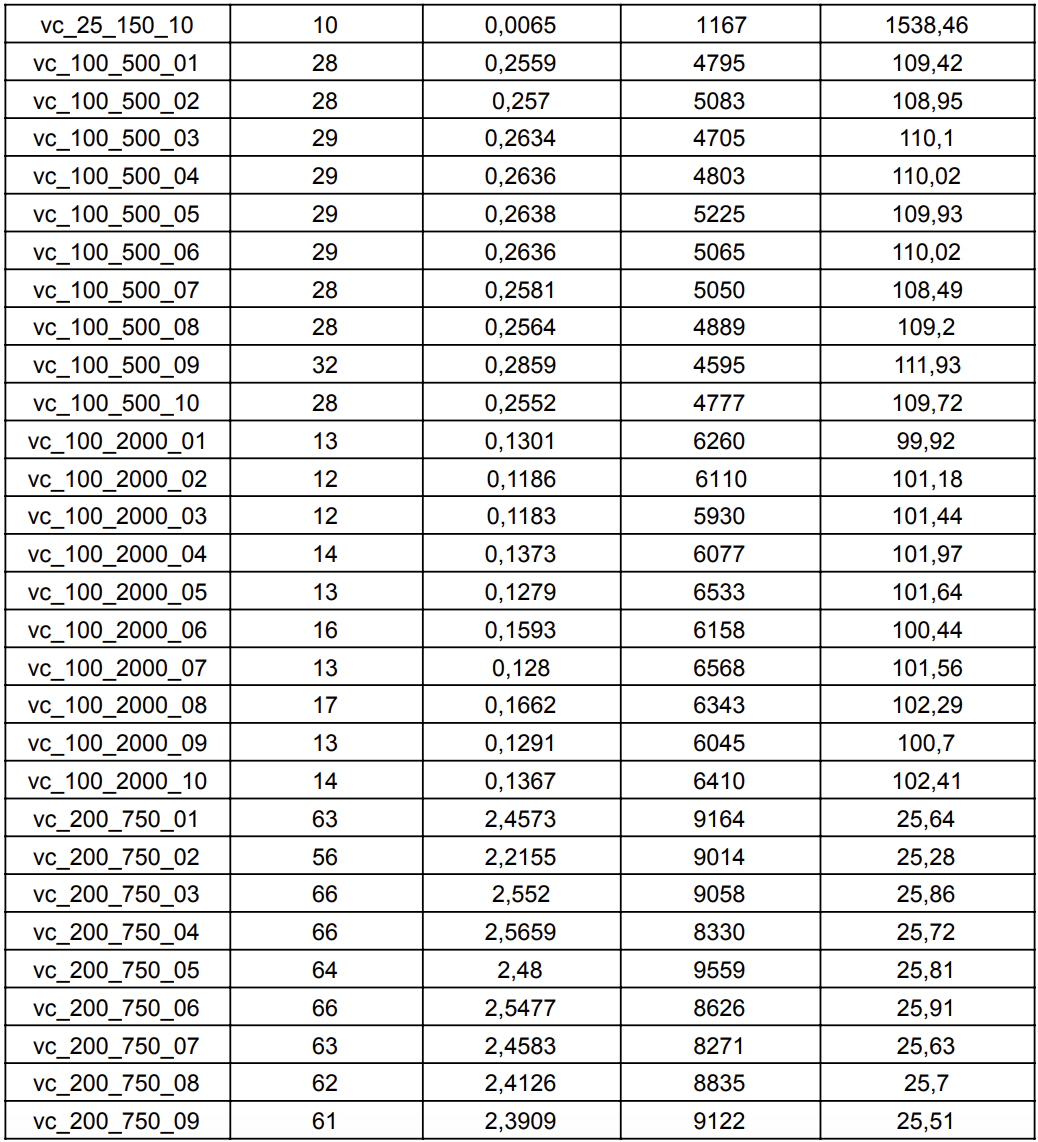 vc_25_150_10 10 0,0065 1167 1538,46
vc_100_500_01 28 0,2559 4795 109,42
vc_100_500_02 28 0,257 5083 108,95
vc_100_500_03 29 0,2634 4705 110,1
vc_100_500_04 29 0,2636 4803 110,02
vc_100_500_05 29 0,2638 5225 109,93
vc_100_500_06 29 0,2636 5065 110,02
vc_100_500_07 28 0,2581 5050 108,49
vc_100_500_08 28 0,2564 4889 109,2
vc_100_500_09 32 0,2859 4595 111,93
vc_100_500_10 28 0,2552 4777 109,72
vc_100_2000_01 13 0,1301 6260 99,92
vc_100_2000_02 12 0,1186 6110 101,18
vc_100_2000_03 12 0,1183 5930 101,44
vc_100_2000_04 14 0,1373 6077 101,97
vc_100_2000_05 13 0,1279 6533 101,64
vc_100_2000_06 16 0,1593 6158 100,44
vc_100_2000_07 13 0,128 6568 101,56
vc_100_2000_08 17 0,1662 6343 102,29
vc_100_2000_09 13 0,1291 6045 100,7
vc_100_2000_10 14 0,1367 6410 102,41
vc_200_750_01 63 2,4573 9164 25,64
vc_200_750_02 56 2,2155 9014 25,28
vc_200_750_03 66 2,552 9058 25,86
vc_200_750_04 66 2,5659 8330 25,72
vc_200_750_05 64 2,48 9559 25,81
vc_200_750_06 66 2,5477 8626 25,91
vc_200_750_07 63 2,4583 8271 25,63
vc_200_750_08 62 2,4126 8835 25,7
vc_200_750_09 61 2,3909 9122 25,51